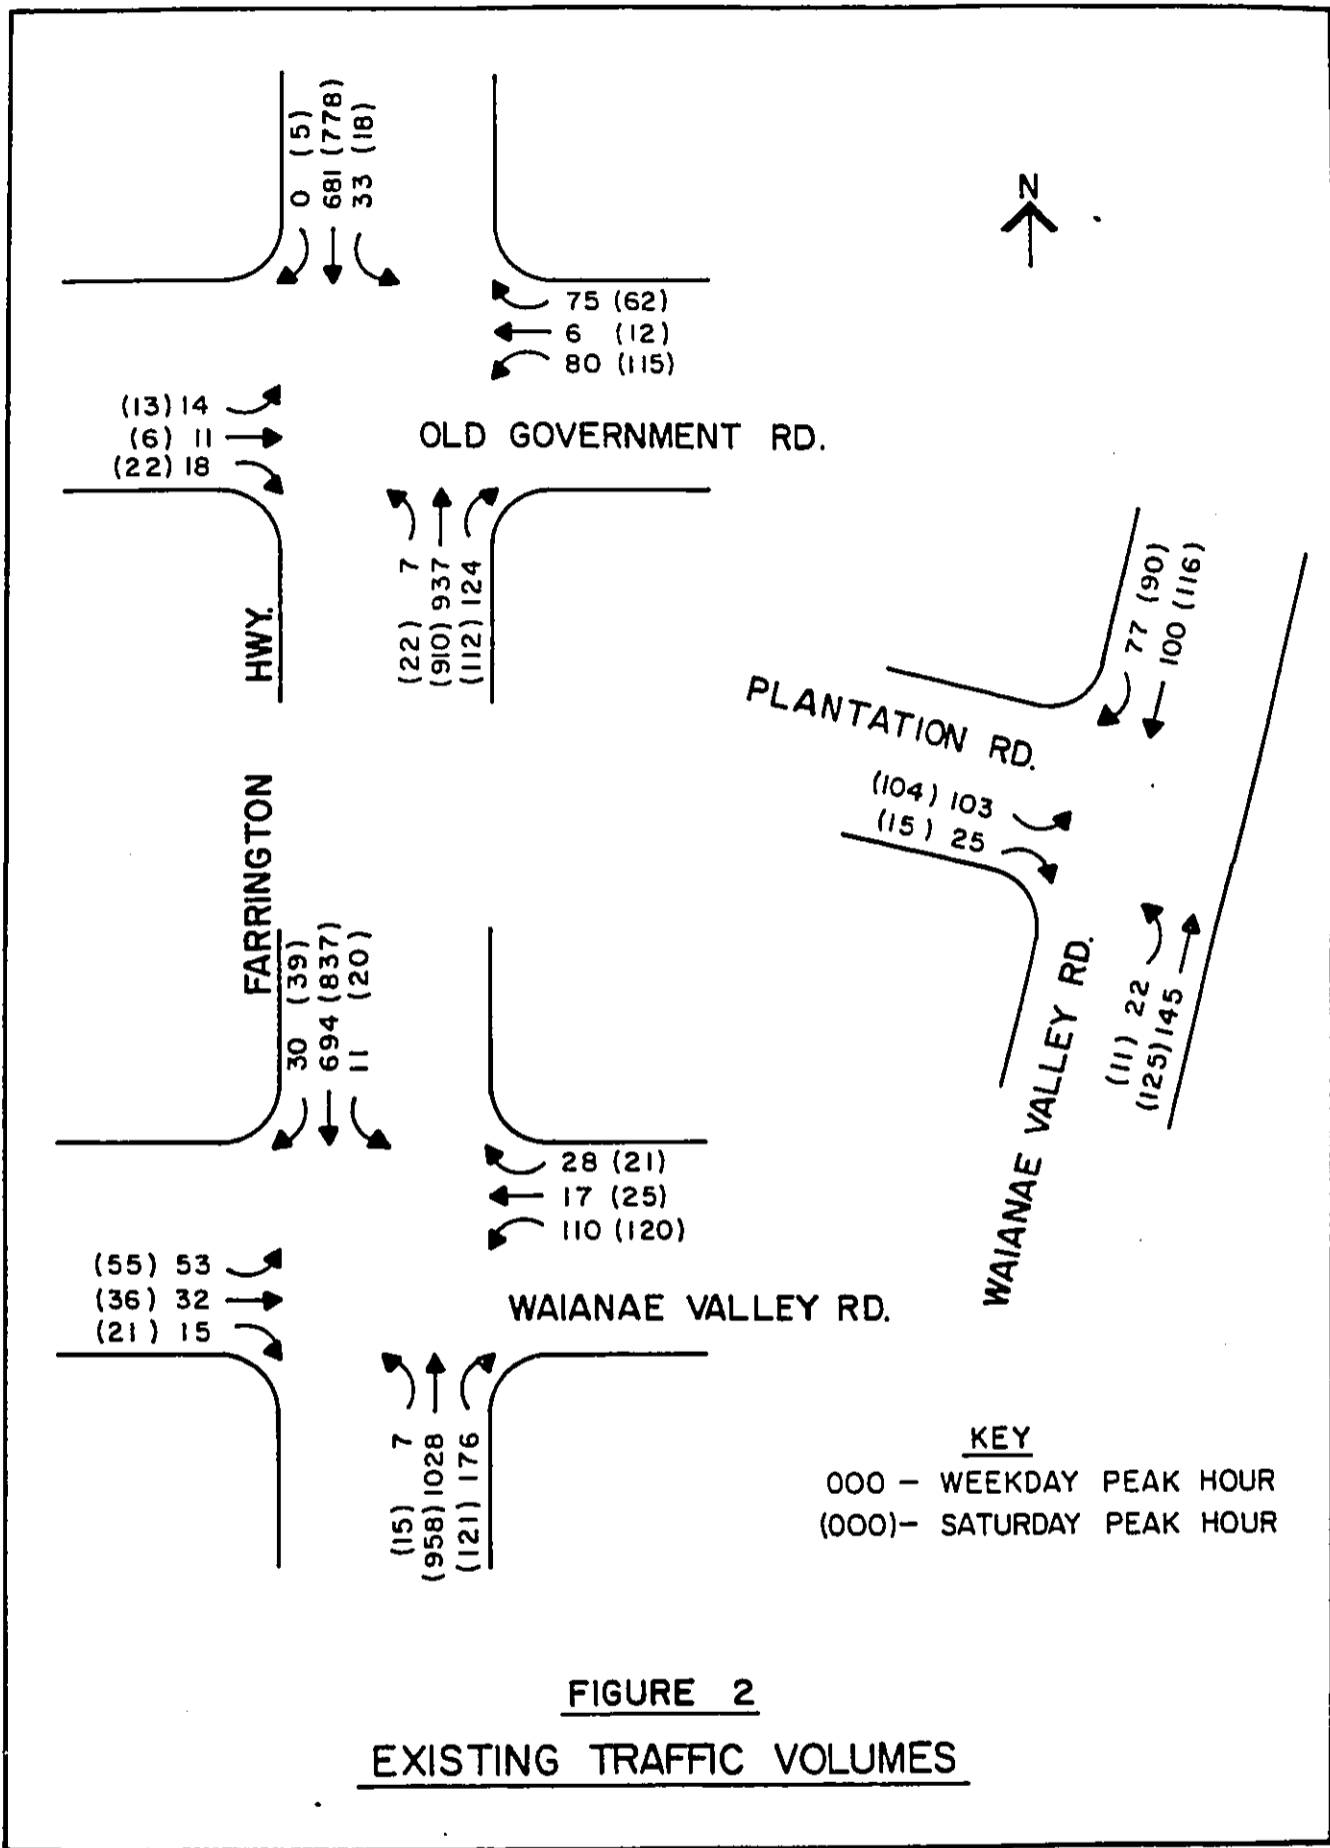 0 (5)
681 (778)
33 (18)
N
75 (62)
6 (12)
80 (115)
(13) 14
(6) 11
(22) 18
OLD GOVERNMENT RD.
(22) 7
(910) 937
(112) 124
FARRINGTON HWY.
77 (90)
100 (116)
PLANTATION RD.
(104) 103
(15) 25
(11) 22
(125) 145
WAIANAE VALLEY RD.
30 (39)
694 (837)
11 (20)
28 (21)
17 (25)
110 (120)
(55) 53
(36) 32
(21) 15
WAIANAE VALLEY RD.
(15) 7
(958) 1028
(121) 176
KEY
000 - WEEKDAY PEAK HOUR
(000)- SATURDAY PEAK HOUR
FIGURE 2
EXISTING TRAFFIC VOLUMES